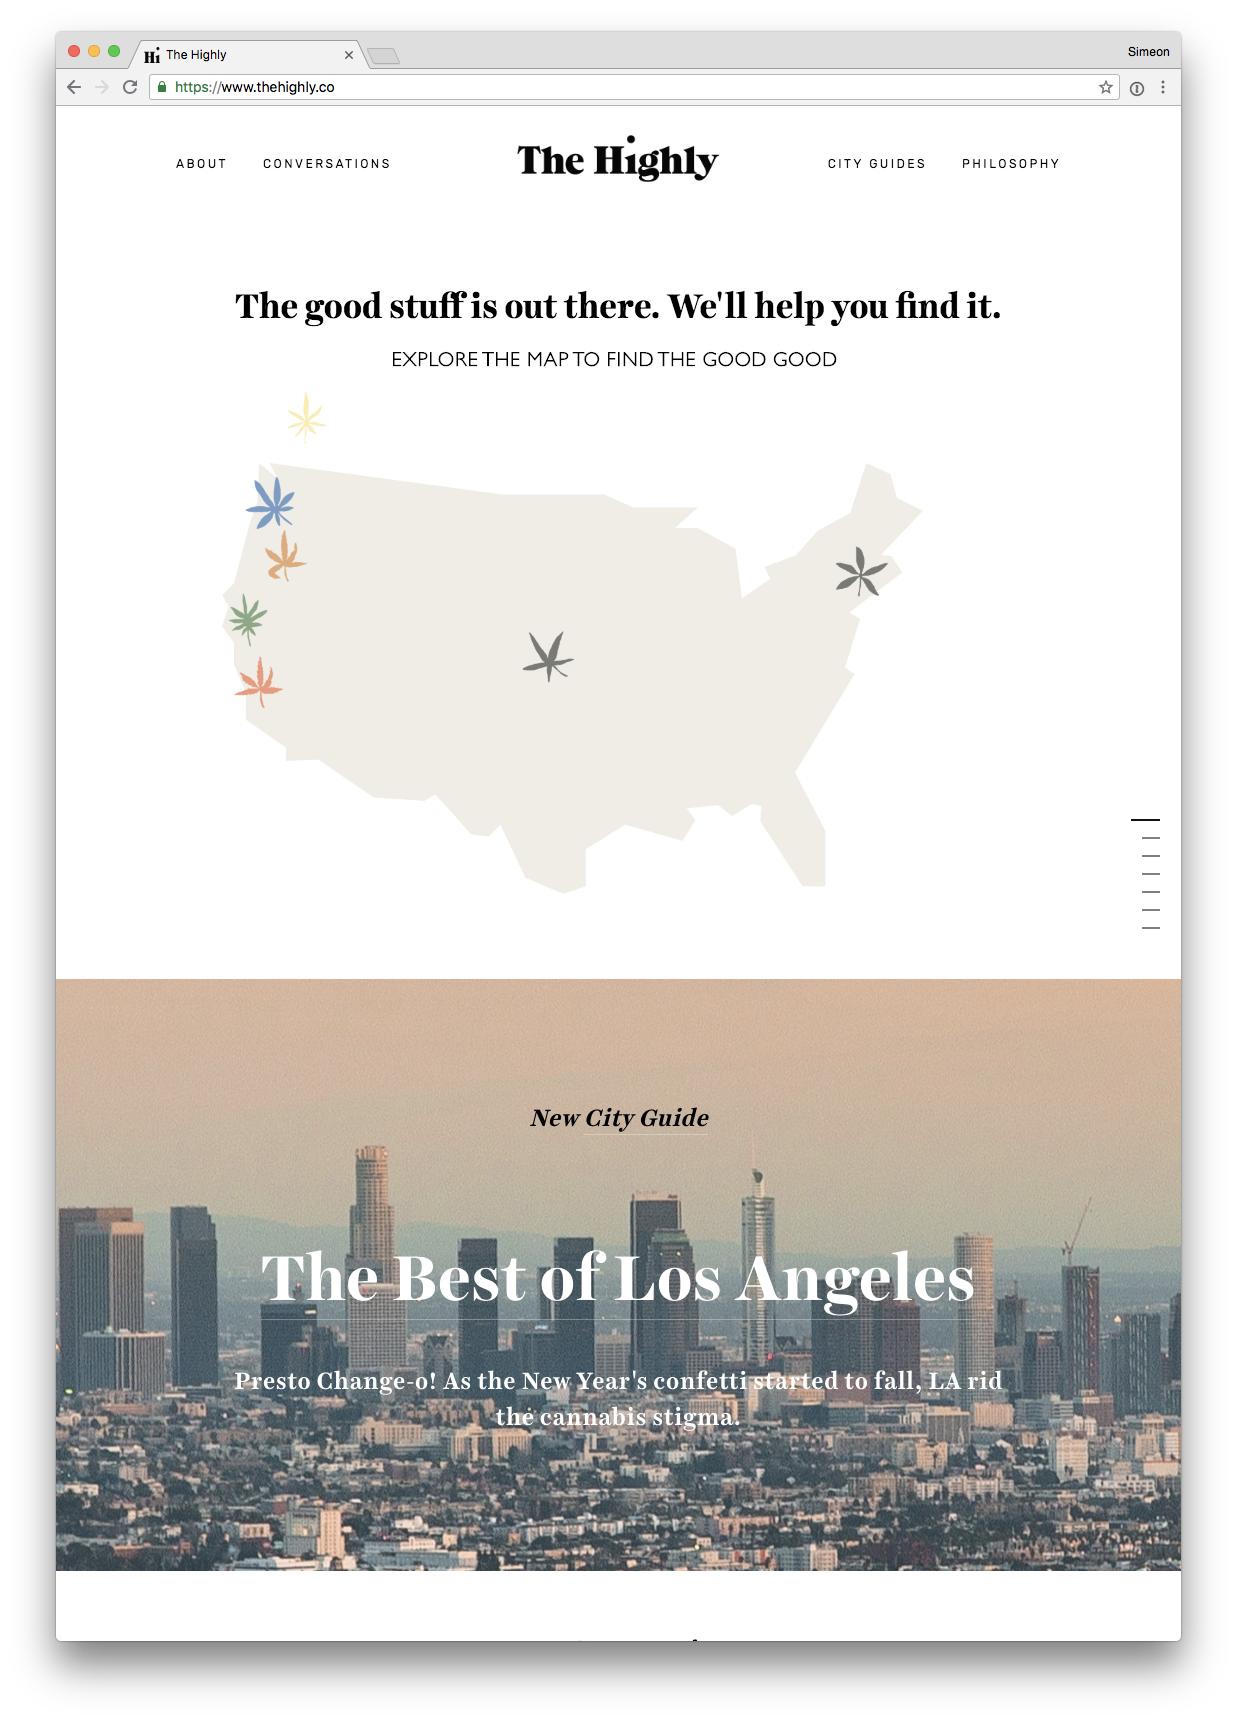 Hi The Highly
Simeon
https://www.thehighly.co
ABOUT
CONVERSATIONS
The Highly
CITY GUIDES
PHILOSOPHY
The good stuff is out there. We'll help you find it.
EXPLORE THE MAP TO FIND THE GOOD GOOD
New City Guide
The Best of Los Angeles
Presto Change-o! As the New Year's confetti started to fall, LA rid
the cannabis stigma.